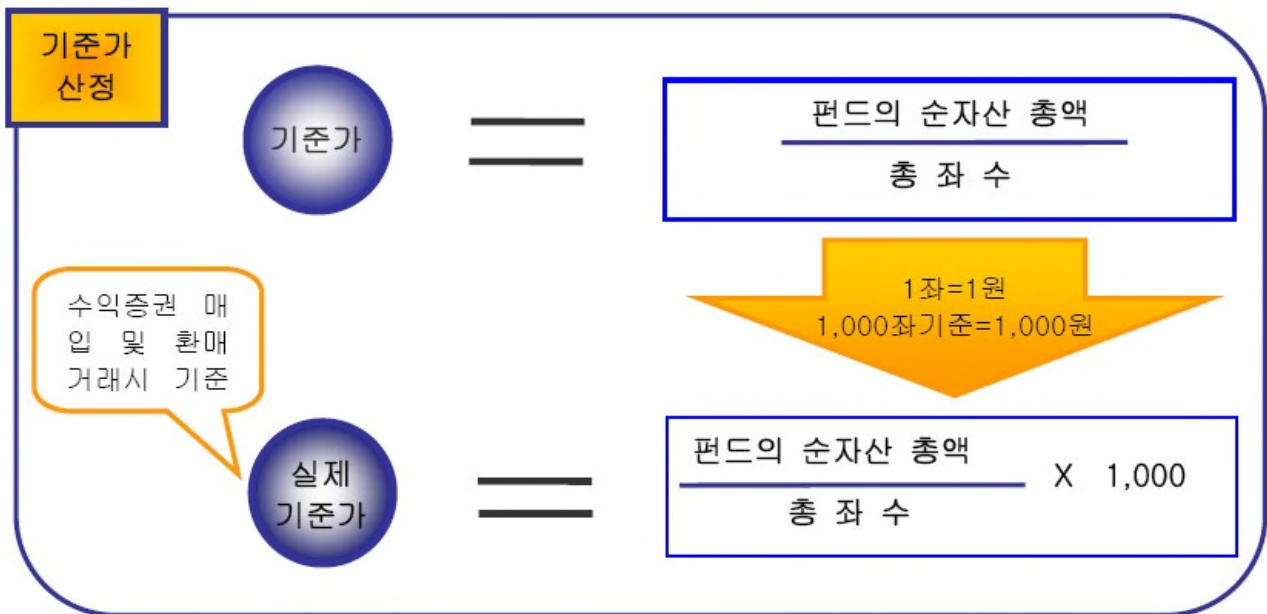 기준가
산정
기준가
펀드의 순자산 총액
총 좌 수
1좌=1원
1,000좌기준=1,000원
수익증권 매
입 및 환매
거래시 기준
실제
기준가
펀드의 순자산 총액
총 좌 수
X 1,000